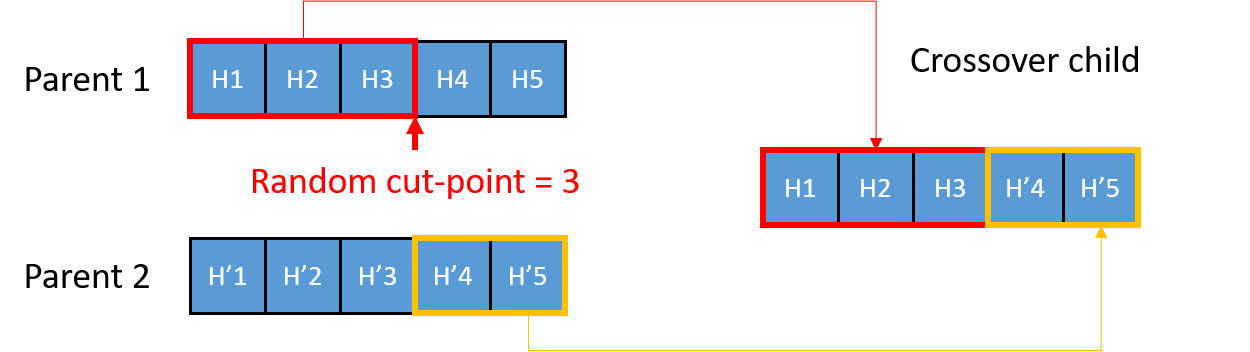 Parent 1
H1 H2 H3 H4 H5
Crossover child
Random cut-point = 3
H1 H2 H3 H’4 H’5
Parent 2
H’1 H’2 H’3 H’4 H’5